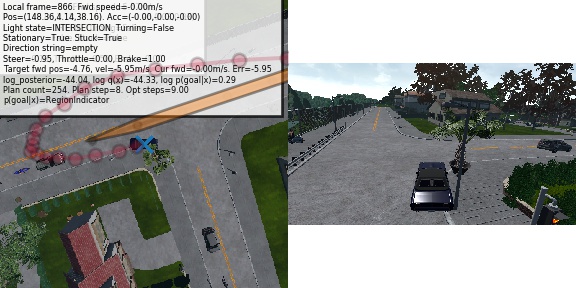 Local frame=866. Fwd speed=-0.00m/s
Pos=(148.36,4.14,38.16). Acc=(-0.00,-0.00,-0.00)
Light state=INTERSECTION. Turning=False
Stationary=True. Stuck=True
Direction string=empty
Steer=-0.95, Throttle=0.00, Brake=1.00
Target fwd pos=-4.76, vel=-5.95m/s. Cur fwd=-0.00m/s. Err=-5.95
log_posterior=-44.04, log q(x)=-44.33, log p(goal|x)=0.29
Plan count=254. Plan step=8. Opt steps=9.00
p(goal|x)=RegionIndicator